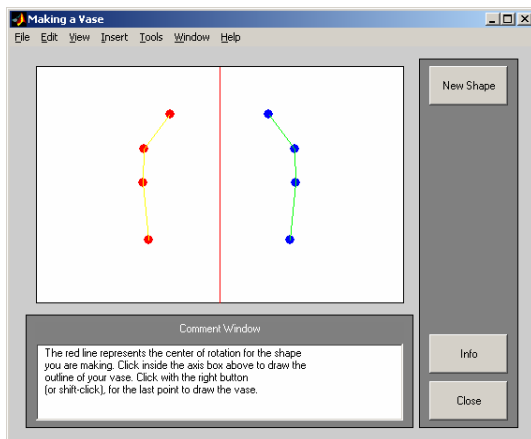 Making a Vase
File Edit View Insert Tools Window Help
New Shape
Comment Window
The red line represents the center of rotation for the shape
you are making. Click inside the axis box above to draw the
outline of your vase. Click with the right button
(or shift-click), for the last point to draw the vase.
Info
Close